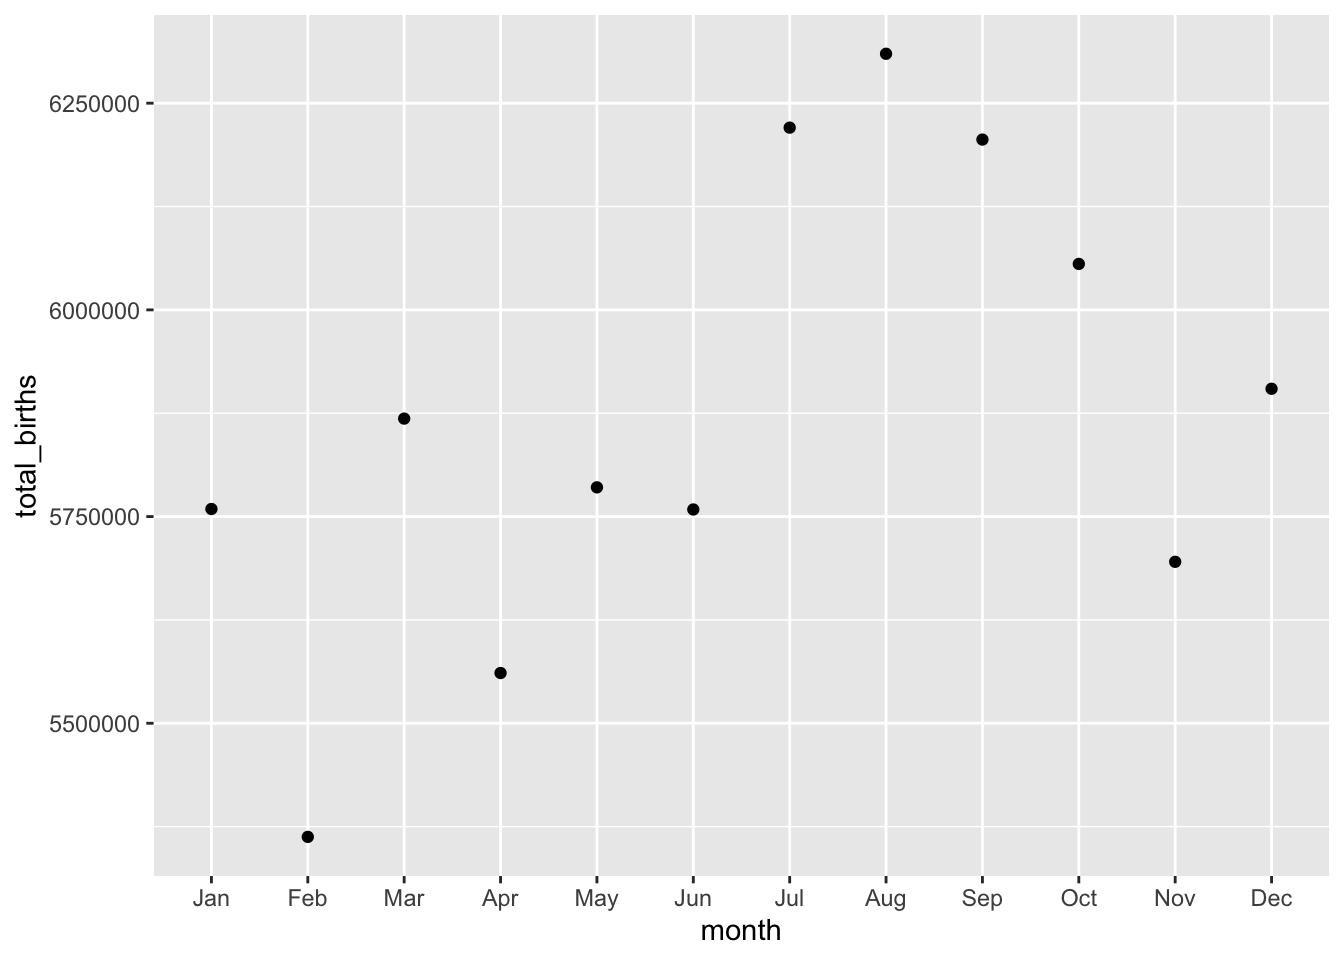 total_births
6250000
6000000
5750000
5500000
Jan Feb Mar Apr May Jun Jul Aug Sep Oct Nov Dec
month